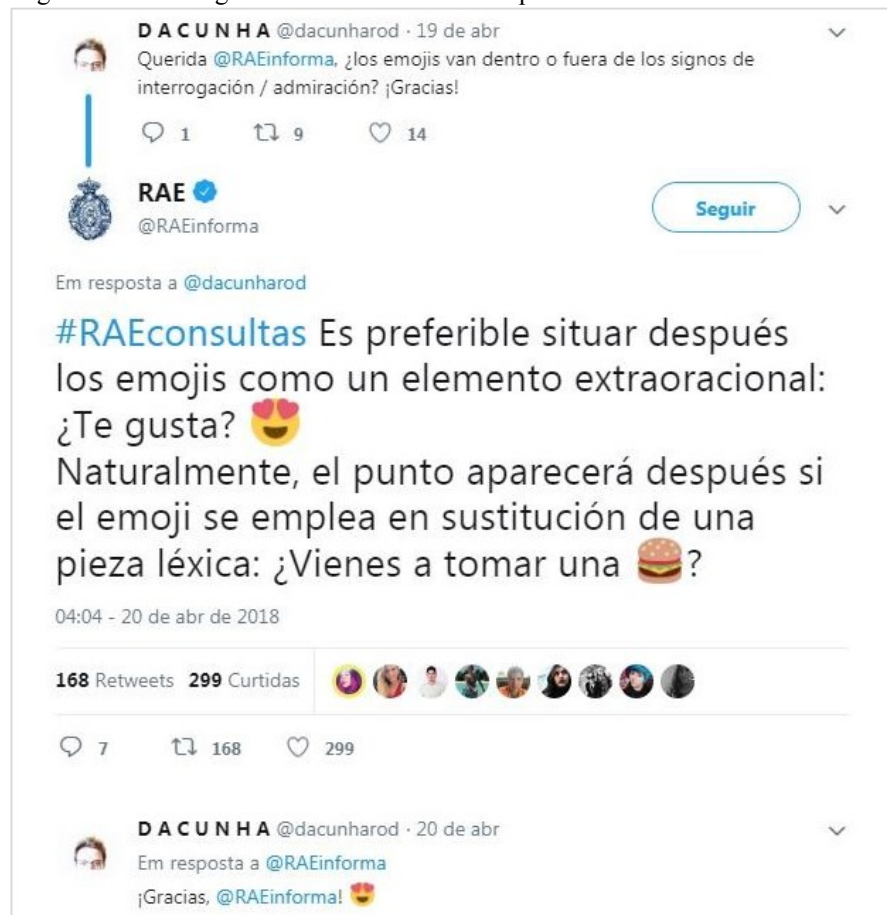 D A C U N H A @dacunharod · 19 de abr
Querida @RAEinforma, ¿los emojis van dentro o fuera de los signos de
interrogación / admiración? ¡Gracias!
1 9 14
RAE
@RAEinforma
Seguir
Em resposta a @dacunharod
#RAEconsultas Es preferible situar después
los emojis como un elemento extraoracional:
¿Te gusta? 😍
Naturalmente, el punto aparecerá después si
el emoji se emplea en sustitución de una
pieza léxica: ¿Vienes a tomar una 🍔?
04:04 - 20 de abr de 2018
168 Retweets 299 Curtidas
7 168 299
D A C U N H A @dacunharod · 20 de abr
Em resposta a @RAEinforma
¡Gracias, @RAEinforma! 😍